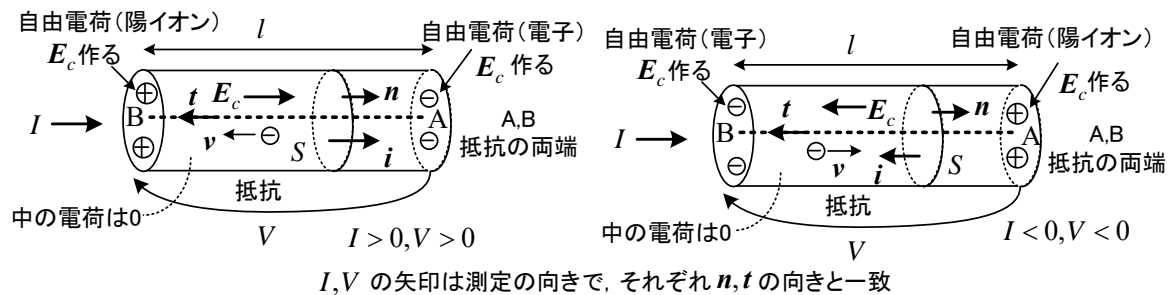 自由電荷(陽イオン)
E_c 作る
l
自由電荷(電子)
E_c 作る
I
B
t
E_c
n
A
v
S
i
A,B
抵抗の両端
抵抗
中の電荷は0
V
I > 0, V > 0
自由電荷(電子)
E_c 作る
l
自由電荷(陽イオン)
E_c 作る
I
B
t
E_c
n
A
v
i
S
A,B
抵抗の両端
抵抗
中の電荷は0
V
I < 0, V < 0
I, V の矢印は測定の向きで, それぞれ n, t の向きと一致